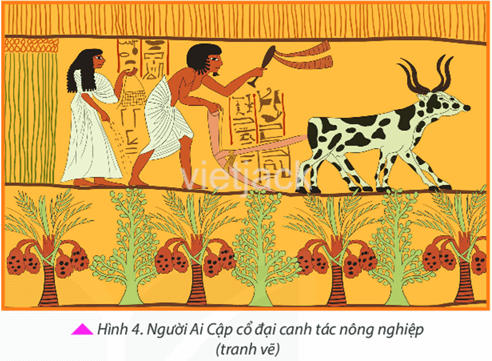 vietjack
Hình 4. Người Ai Cập cổ đại canh tác nông nghiệp
(tranh vẽ)